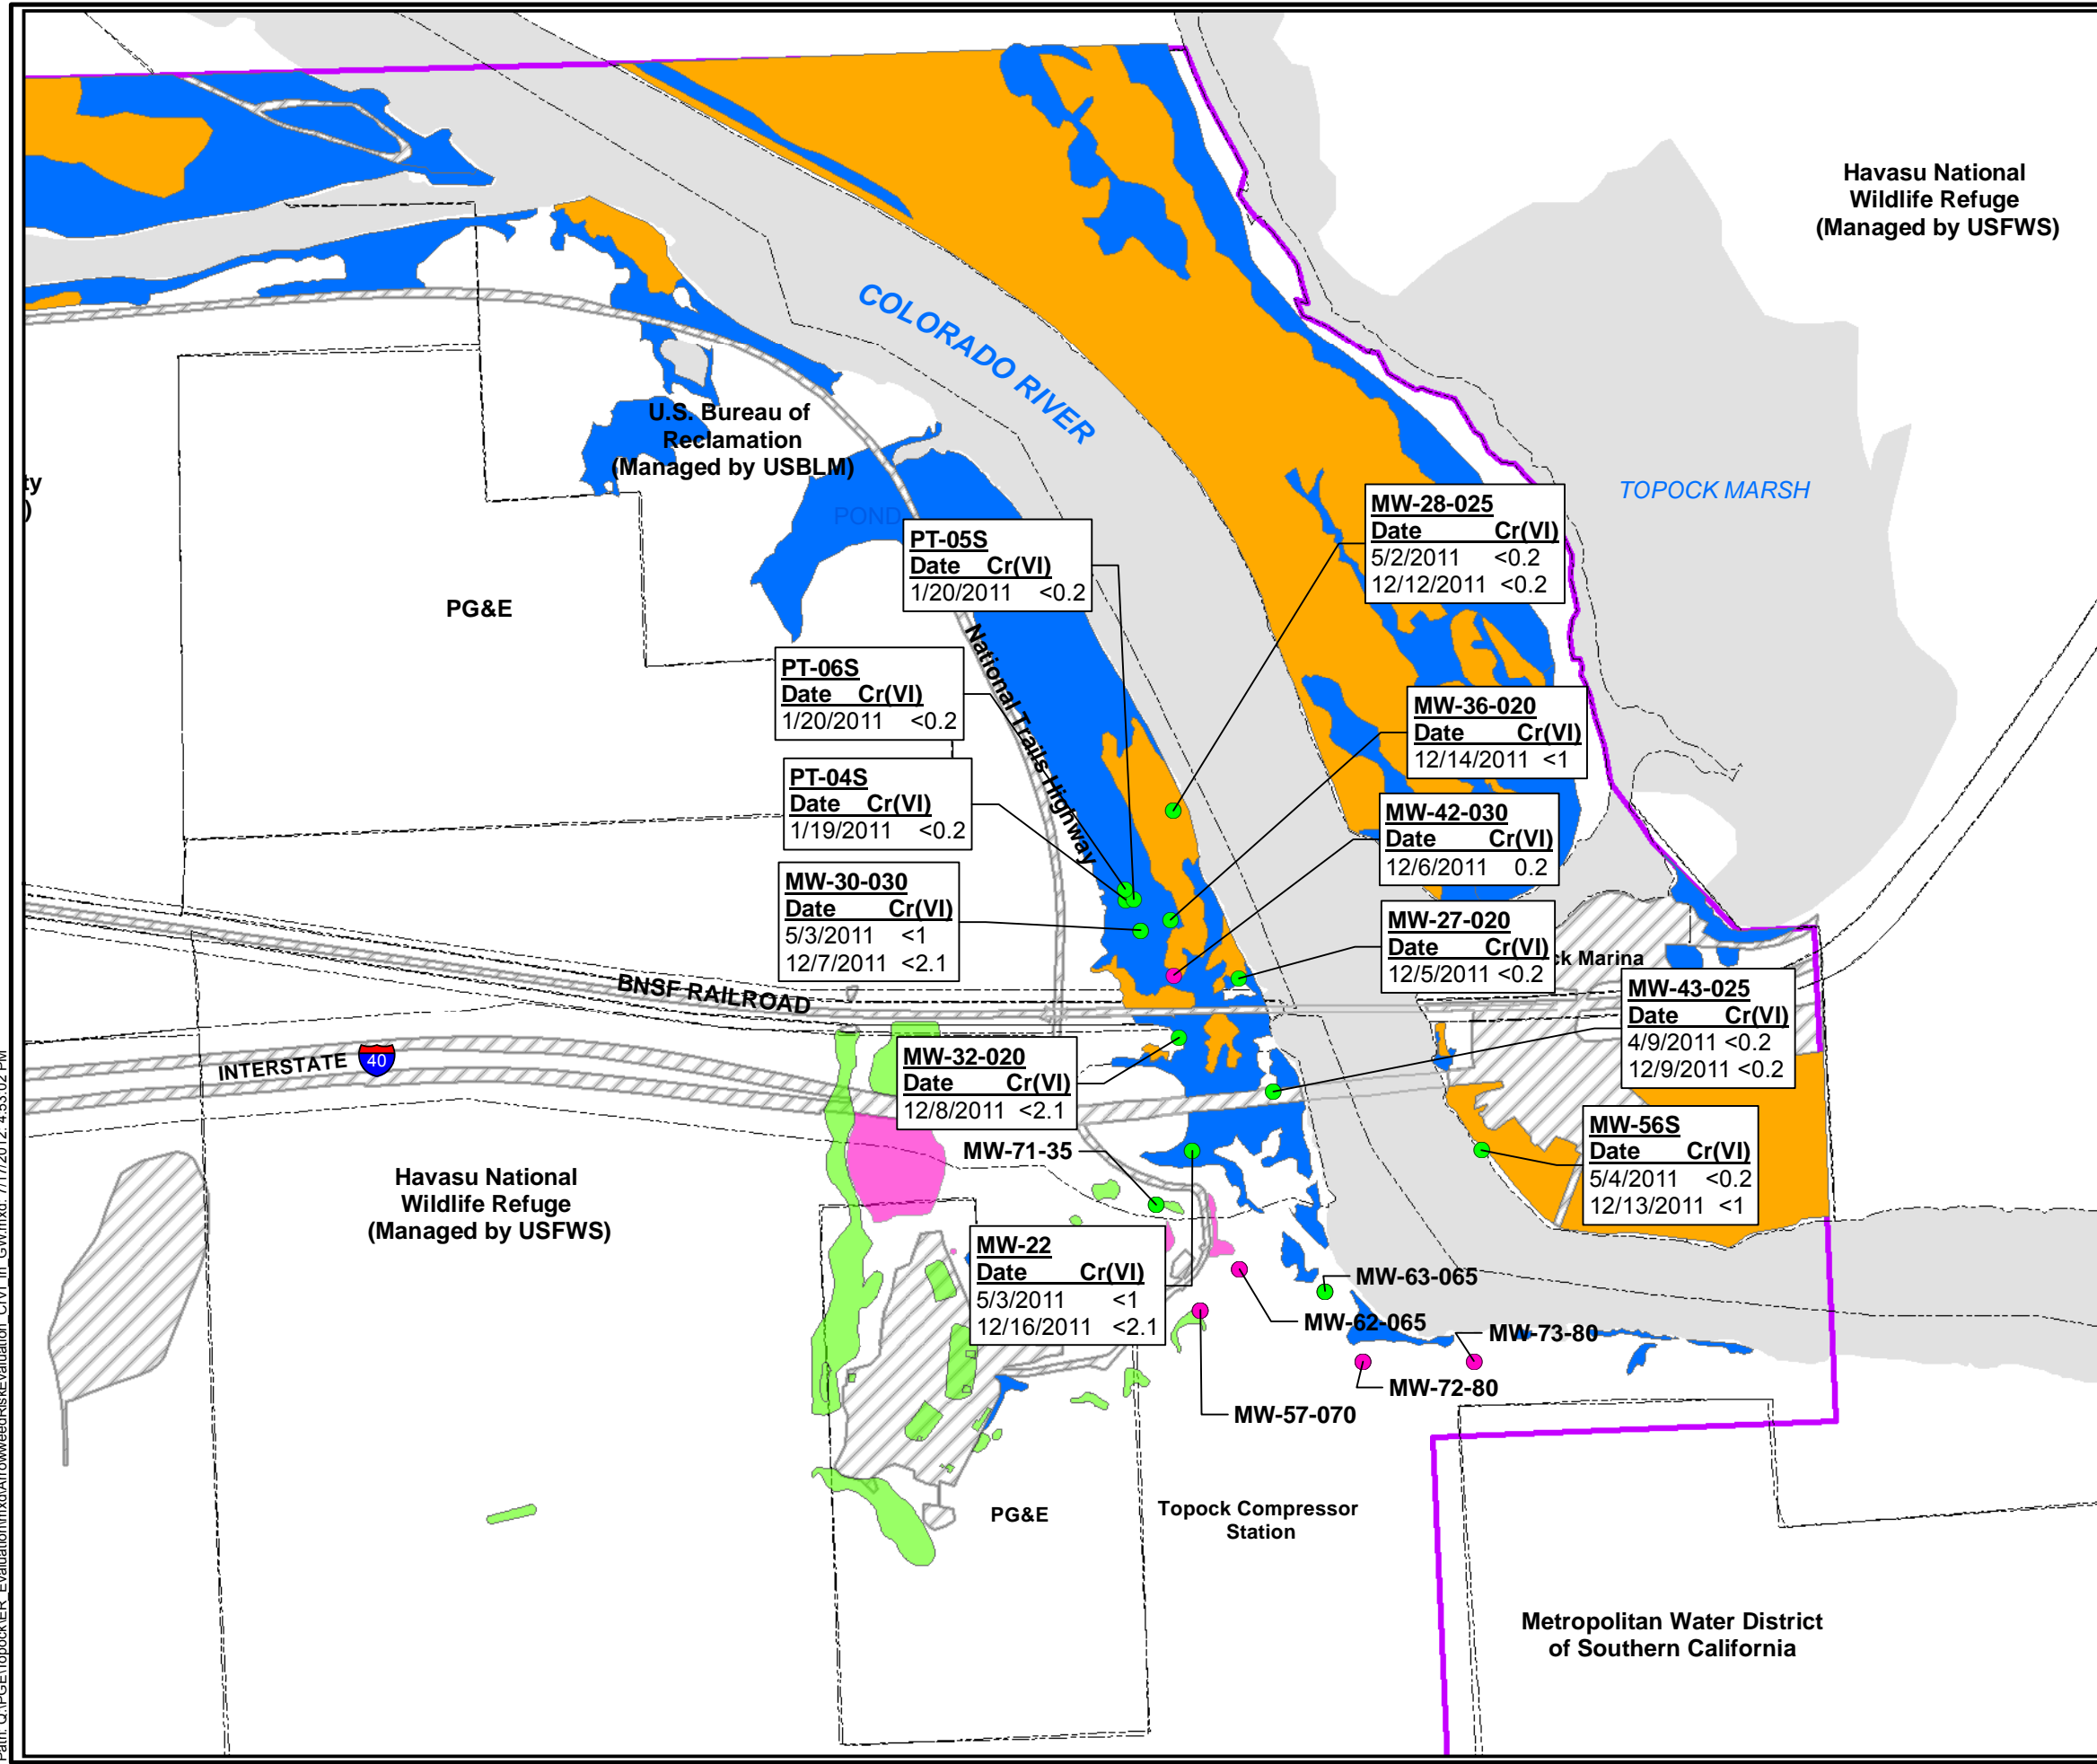 Havasu National
Wildlife Refuge
(Managed by USFWS)
COLORADO RIVER
TOPOCK MARSH
U.S. Bureau of
Reclamation
(Managed by USBLM)
POND
ty
)
PG&E
MW-28-025
Date Cr(VI)
5/2/2011 <0.2
12/12/2011 <0.2
PT-05S
Date Cr(VI)
1/20/2011 <0.2
National Trails Highway
PT-06S
Date Cr(VI)
1/20/2011 <0.2
MW-36-020
Date Cr(VI)
12/14/2011 <1
PT-04S
Date Cr(VI)
1/19/2011 <0.2
MW-42-030
Date Cr(VI)
12/6/2011 0.2
MW-30-030
Date Cr(VI)
5/3/2011 <1
12/7/2011 <2.1
MW-27-020
Date Cr(VI)
12/5/2011 <0.2
ck Marina
BNSF RAILROAD
MW-43-025
Date Cr(VI)
4/9/2011 <0.2
12/9/2011 <0.2
INTERSTATE 40
MW-32-020
Date Cr(VI)
12/8/2011 <2.1
MW-71-35
MW-56S
Date Cr(VI)
5/4/2011 <0.2
12/13/2011 <1
Havasu National
Wildlife Refuge
(Managed by USFWS)
MW-22
Date Cr(VI)
5/3/2011 <1
12/16/2011 <2.1
MW-63-065
MW-62-065
MW-73-80
MW-72-80
MW-57-070
PG&E
Topock Compressor
Station
Metropolitan Water District
of Southern California